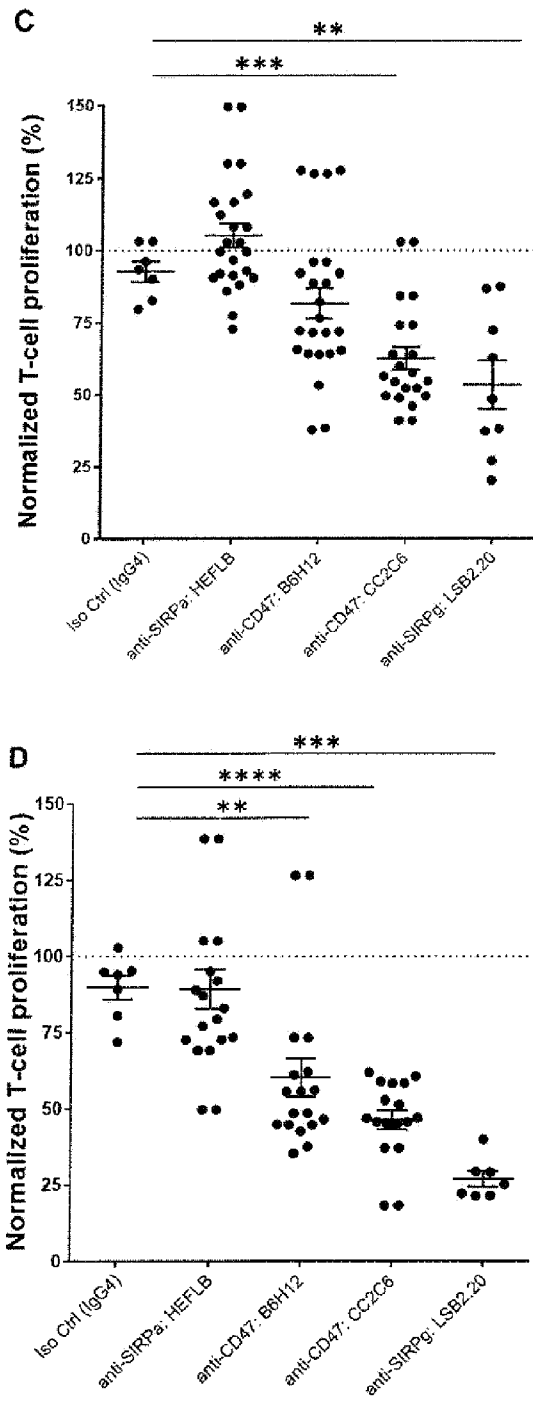 C
**
***
Normalized T-cell proliferation (%)
150
125
100
75
50
25
0
Iso Ctrl (IgG4)
anti-SIRPa: HEFLB
anti-CD47: B6H12
anti-CD47: CC2C6
anti-SIRPg: LSB2.20
D
***
****
**
Normalized T-cell proliferation (%)
150
125
100
75
50
25
0
Iso Ctrl (IgG4)
anti-SIRPa: HEFLB
anti-CD47: B6H12
anti-CD47: CC2C6
anti-SIRPg: LSB2.20